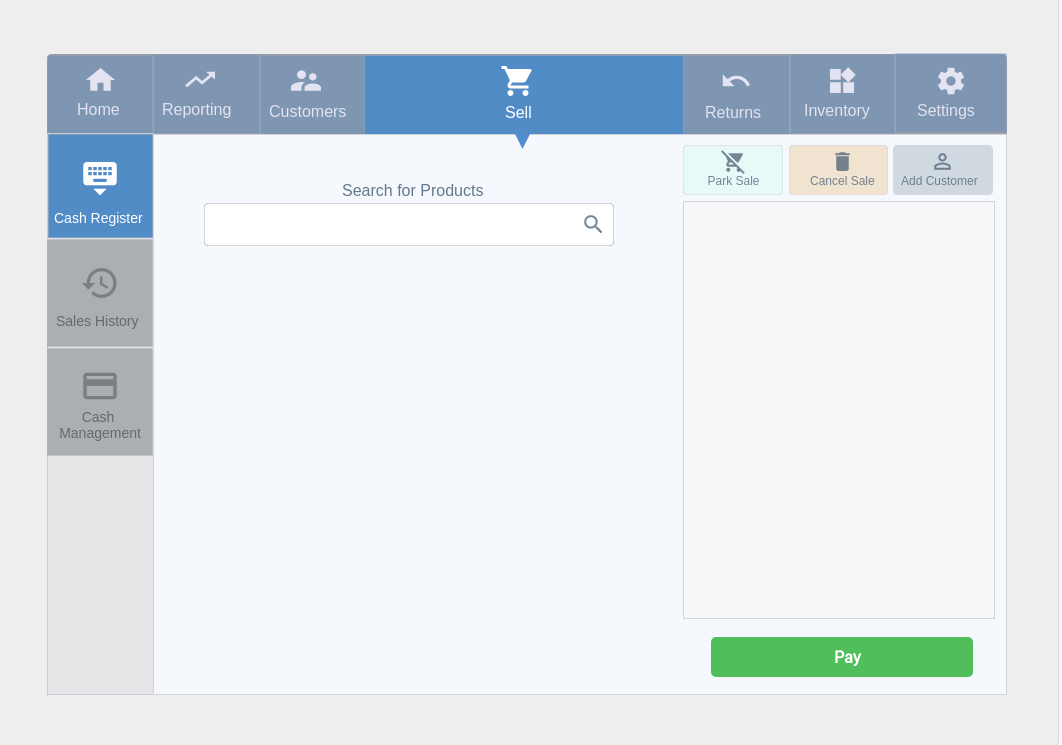 Home
Reporting
Customers
Sell
Returns
Inventory
Settings
Cash Register
Sales History
Cash
Management
Search for Products
Park Sale
Cancel Sale
Add Customer
Pay